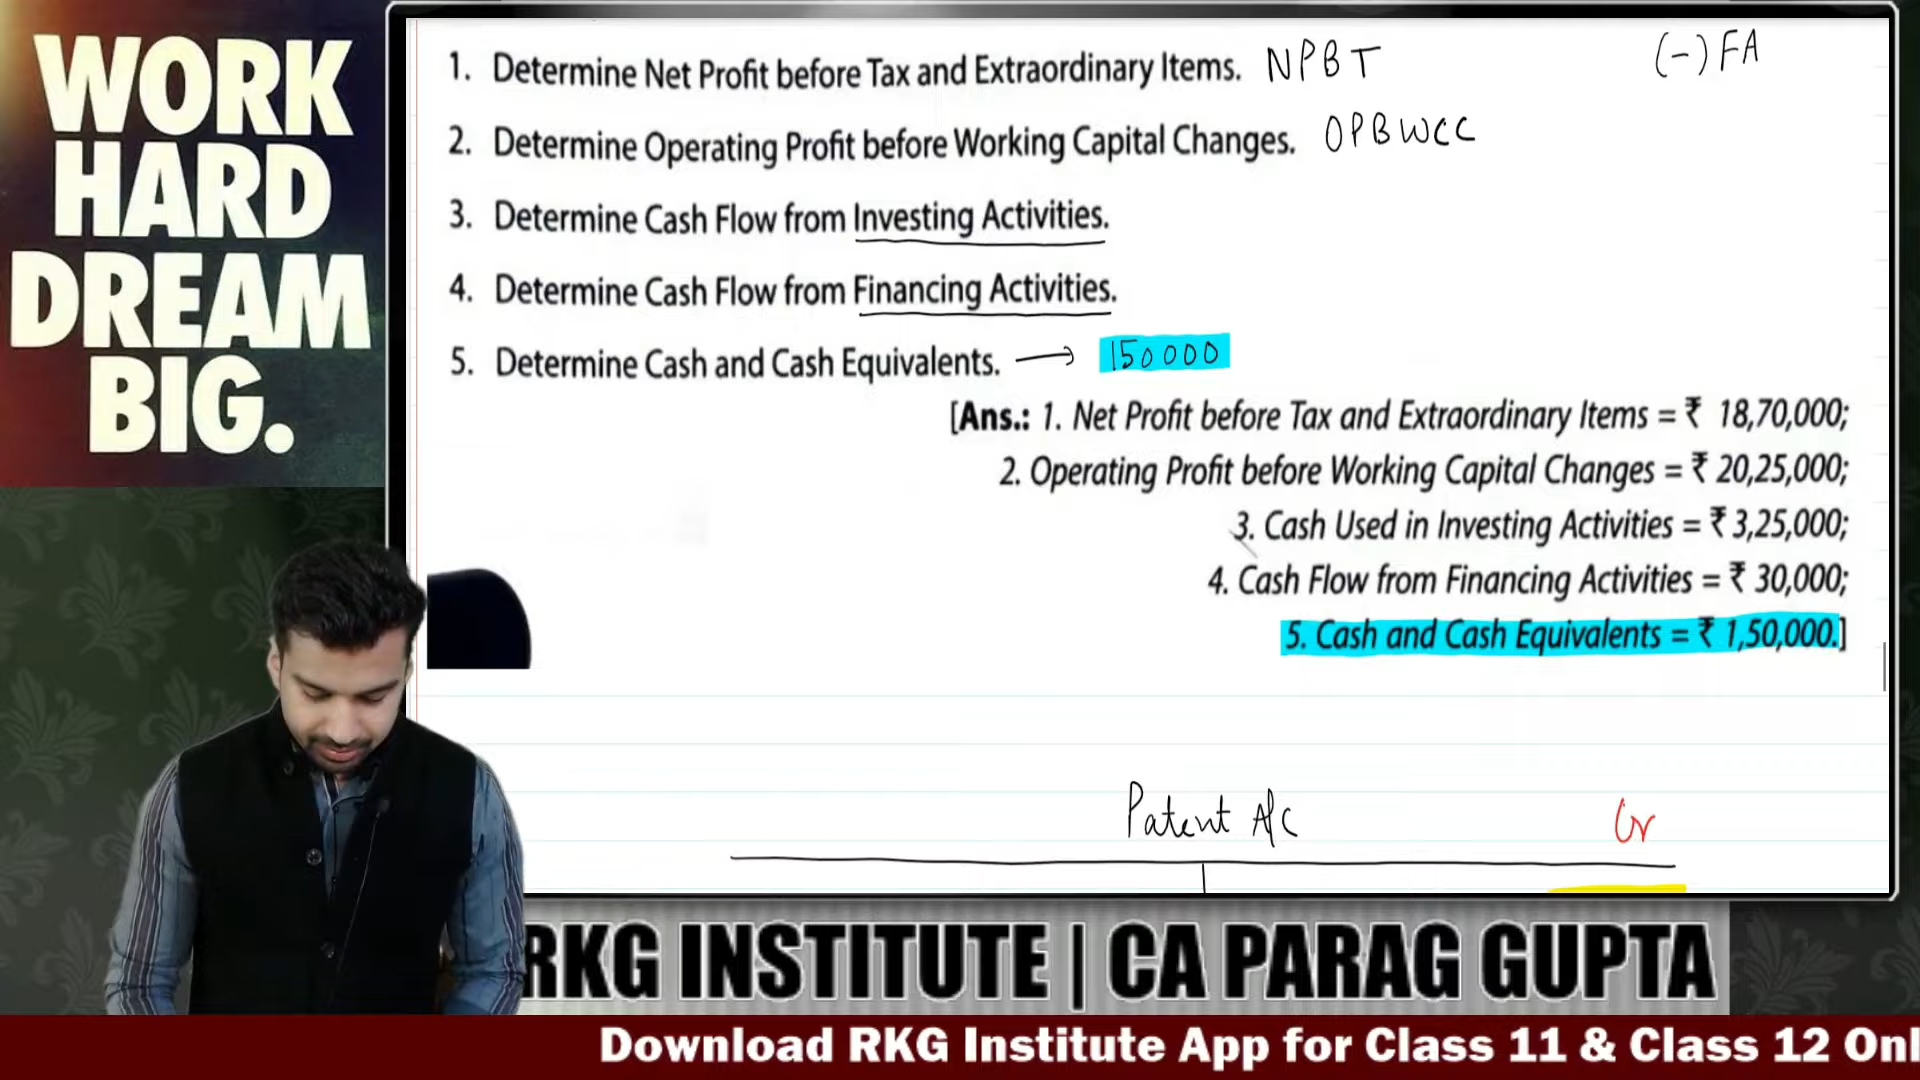 WORK
HARD
DREAM
BIG.
1. Determine Net Profit before Tax and Extraordinary Items. NPBT (-) FA
2. Determine Operating Profit before Working Capital Changes. OPBWCC
3. Determine Cash Flow from Investing Activities.
4. Determine Cash Flow from Financing Activities.
5. Determine Cash and Cash Equivalents. → 150000
[Ans.: 1. Net Profit before Tax and Extraordinary Items = ₹ 18,70,000;
2. Operating Profit before Working Capital Changes = ₹ 20,25,000;
3. Cash Used in Investing Activities = ₹ 3,25,000;
4. Cash Flow from Financing Activities = ₹ 30,000;
5. Cash and Cash Equivalents = ₹ 1,50,000.]
Patent A/C Cr
RKG INSTITUTE | CA PARAG GUPTA
Download RKG Institute App for Class 11 & Class 12 Onl